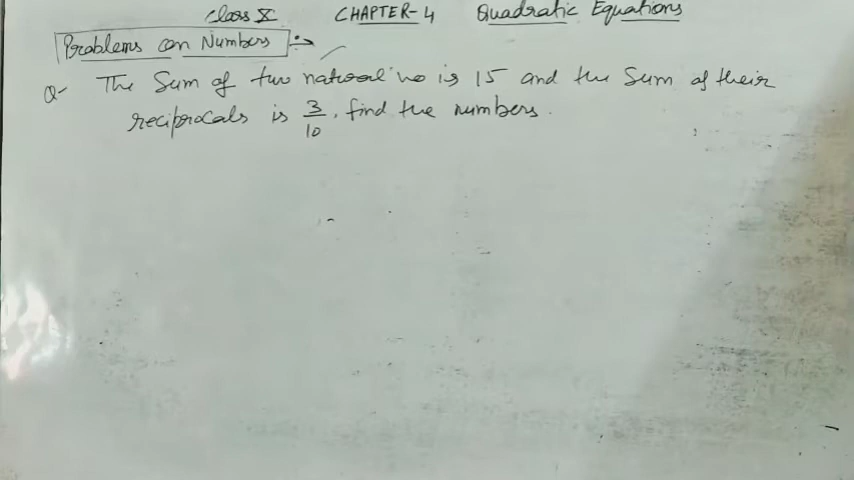 Class X CHAPTER-4 Quadratic Equations
Problems on Numbers :→
Q- The Sum of two natural no is 15 and the Sum of their
reciprocals is 3/10, find the numbers.